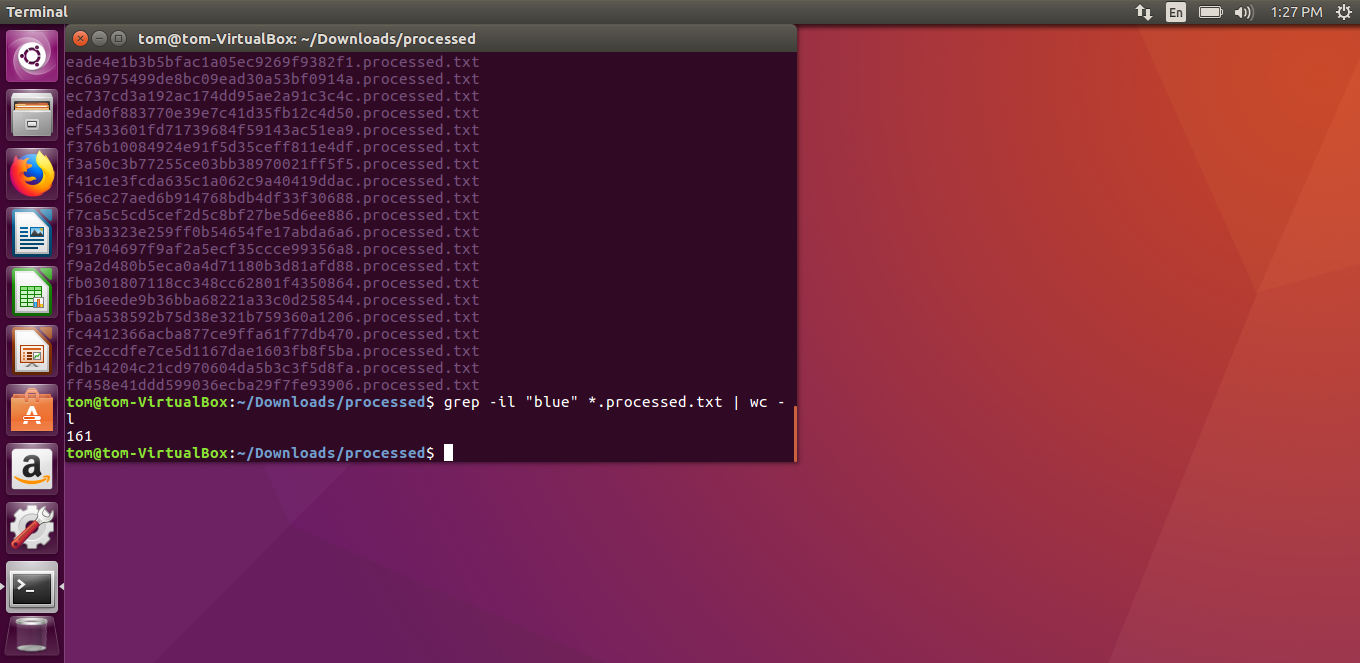 Terminal
En
1:27 PM
tom@tom-VirtualBox: ~/Downloads/processed
eade4e1b3b5bfac1a05ec9269f9382f1.processed.txt
ec6a975499de8bc09ead30a53bf0914a.processed.txt
ec737cd3a192ac174dd95ae2a91c3c4c.processed.txt
edad0f883770e39e7c41d35fb12c4d50.processed.txt
ef5433601fd71739684f59143ac51ea9.processed.txt
f376b10084924e91f5d35ceff811e4df.processed.txt
f3a50c3b77255ce03bb38970021ff5f5.processed.txt
f41c1e3fcda635c1a062c9a40419ddac.processed.txt
f56ec27aed6b914768bdb4df33f30688.processed.txt
f7ca5c5cd5cef2d5c8bf27be5d6ee886.processed.txt
f83b3323e259ff0b54654fe17abda6a6.processed.txt
f91704697f9af2a5ecf35ccce99356a8.processed.txt
f9a2d480b5eca0a4d71180b3d81afd88.processed.txt
fb0301807118cc348cc62801f4350864.processed.txt
fb16eede9b36bba68221a33c0d258544.processed.txt
fbaa538592b75d38e321b759360a1206.processed.txt
fc4412366acba877ce9ffa61f77db470.processed.txt
fce2ccdfe7ce5d1167dae1603fb8f5ba.processed.txt
fdb14204c21cd970604da5b3c3f5d8fa.processed.txt
ff458e41ddd599036ecba29f7fe93906.processed.txt
tom@tom-VirtualBox:~/Downloads/processed$ grep -il "blue" *.processed.txt | wc -
l
161
tom@tom-VirtualBox:~/Downloads/processed$